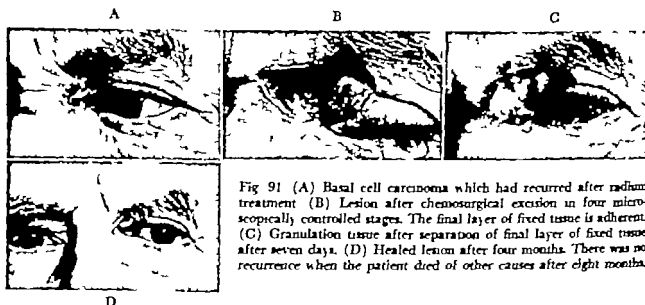 A
B
C
Fig 91 (A) Basal cell carcinoma which had recurred after radium
treatment (B) Lesion after chemosurgical excision in four micro-
scopically controlled stages. The final layer of fixed tissue is adherent.
(C) Granulation tissue after separation of final layer of fixed tissue
after seven days. (D) Healed lesion after four months. There was no
recurrence when the patient died of other causes after eight months.
D